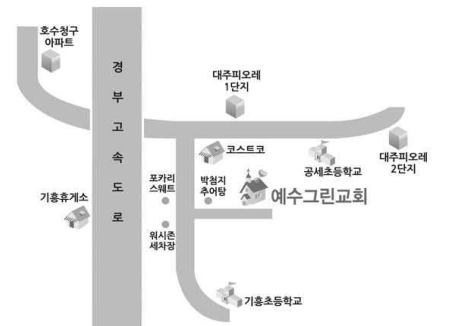 호수청구
아파트
경부고속도로
대주피오레
1단지
코스트코
공세초등학교
대주피오레
2단지
포카리
스웨트
박첨지
추어탕
예수그린교회
기흥휴게소
워시존
세차장
기흥초등학교